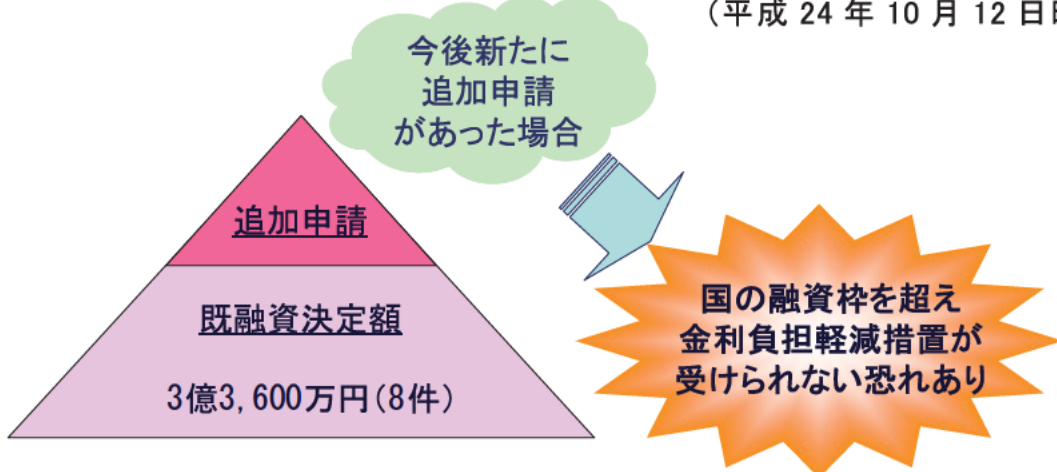 (平成 24 年 10 月 12 日
今後新たに
追加申請
があった場合
追加申請
既融資決定額
3億3,600万円(8件)
国の融資枠を超え
金利負担軽減措置が
受けられない恐れあり